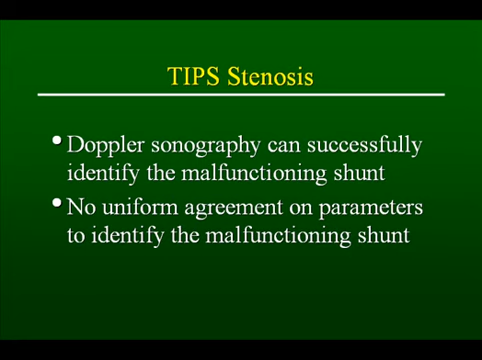 TIPS Stenosis
• Doppler sonography can successfully
identify the malfunctioning shunt
• No uniform agreement on parameters
to identify the malfunctioning shunt